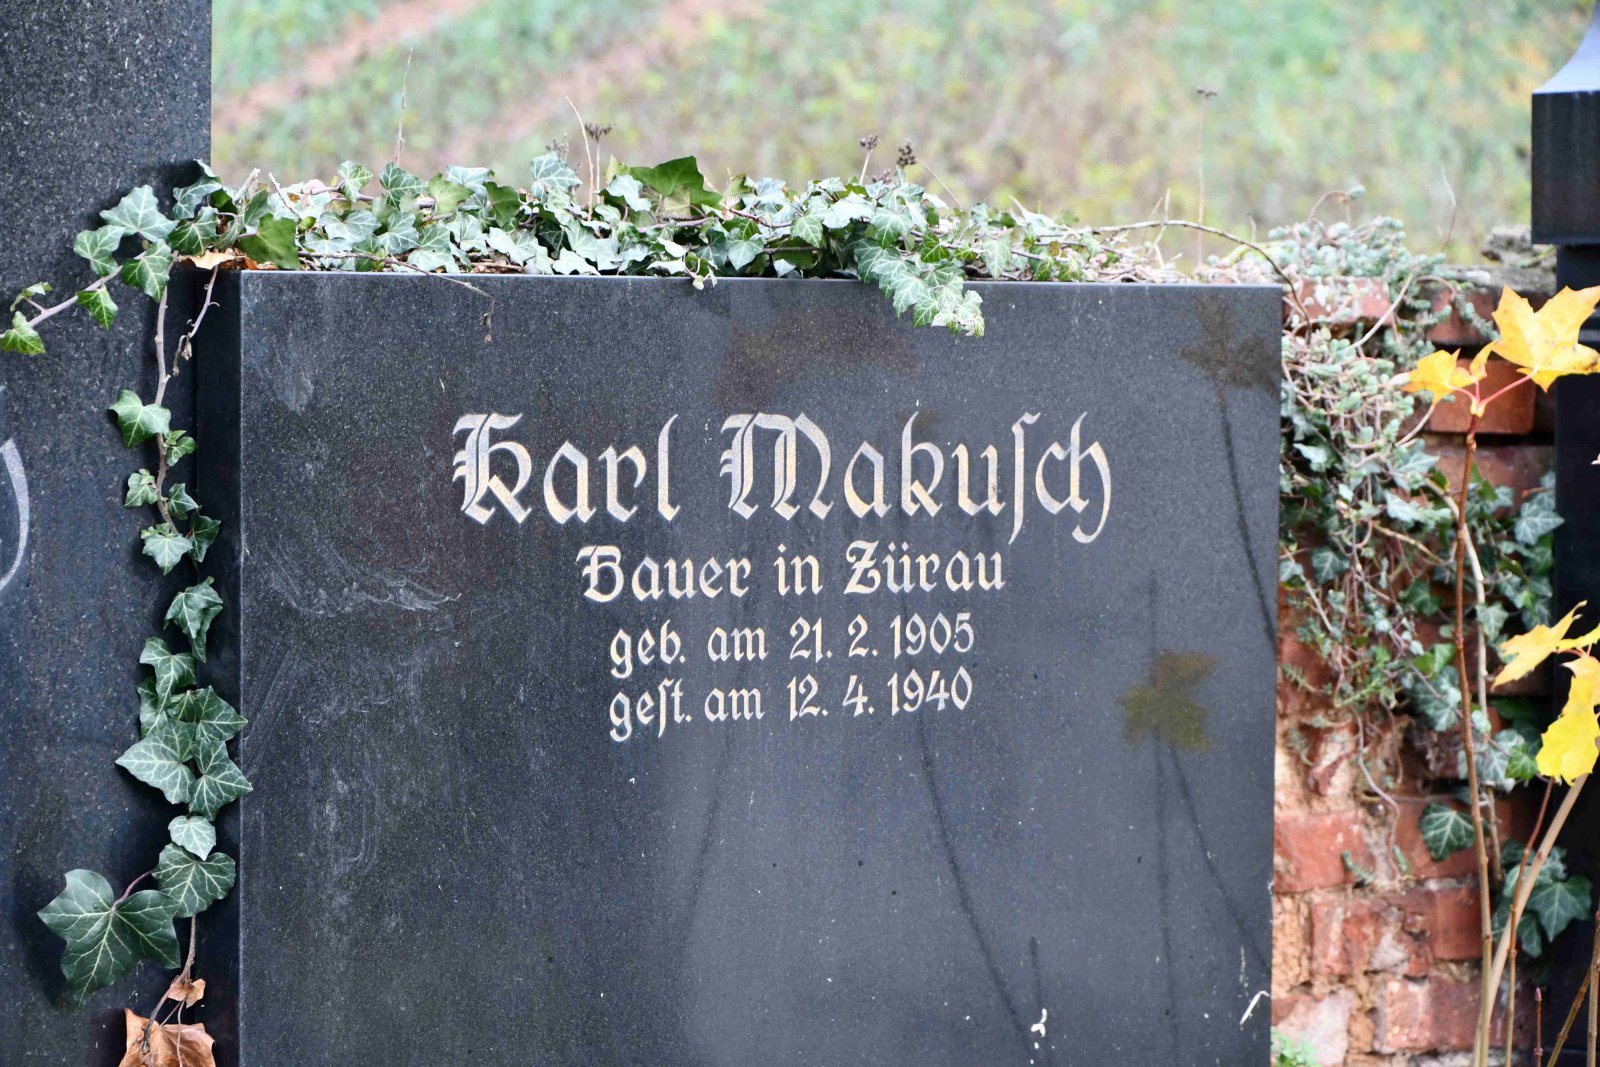 Karl Makusch
Bauer in Zürau
geb. am 21. 2. 1905
gest. am 12. 4. 1940